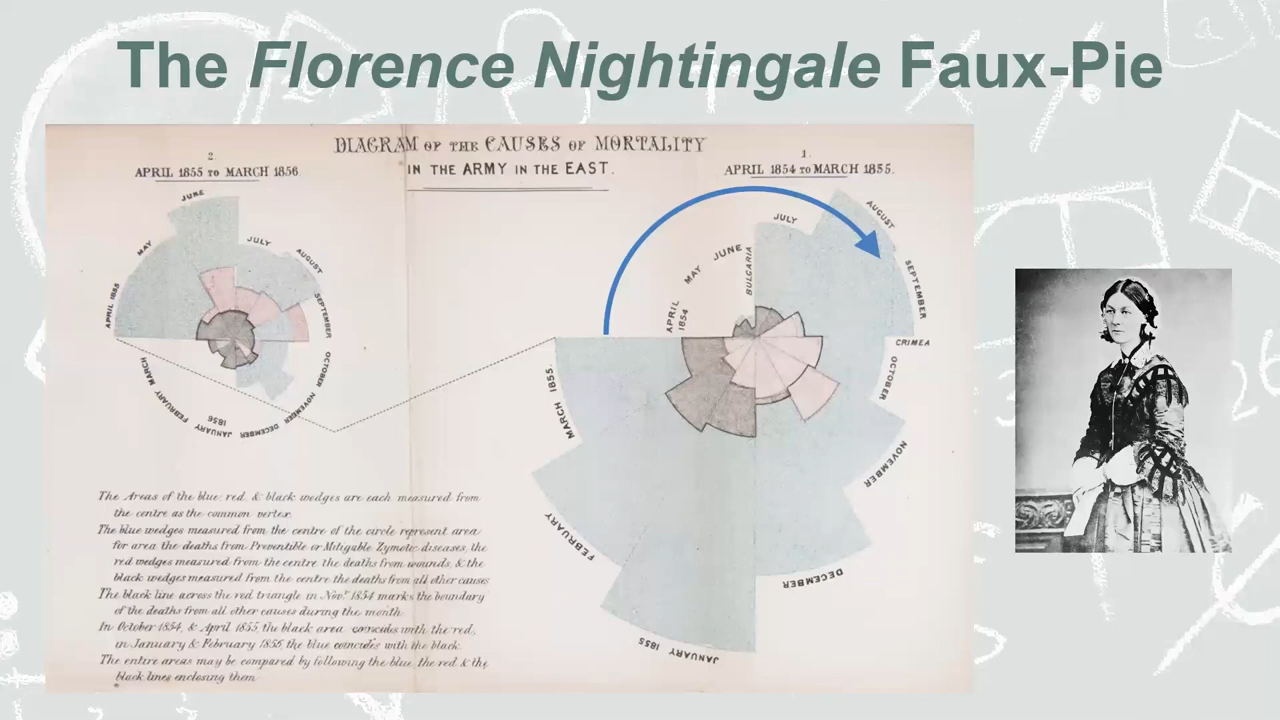 The Florence Nightingale Faux-Pie
DIAGRAM OF THE CAUSES OF MORTALITY
IN THE ARMY IN THE EAST.
2.
APRIL 1855 TO MARCH 1856
1.
APRIL 1854 TO MARCH 1855.
APRIL 1855
MAY
JUNE
JULY
AUGUST
SEPTEMBER
OCTOBER
NOVEMBER
DECEMBER
JANUARY
1856
FEBRUARY
MARCH
APRIL
1854
MAY
JUNE
BULGARIA
JULY
AUGUST
SEPTEMBER
CRIMEA
OCTOBER
NOVEMBER
DECEMBER
JANUARY 1855
FEBRUARY
MARCH 1855.
The Areas of the blue, red, & black wedges are each measured from
the centre as the common vertex.
The blue wedges measured from the centre of the circle represent area
for area the deaths from Preventible or Mitigable Zymotic diseases, the
red wedges measured from the centre the deaths from wounds, & the
black wedges measured from the centre the deaths from all other causes
The black line across the red triangle in Novr. 1854 marks the boundary
of the deaths from all other causes during the month.
In October 1854, & April 1855, the black area coincides with the red,
in January & February 1856, the blue coincides with the black.
The entire areas may be compared by following the blue, the red & the
black lines enclosing them